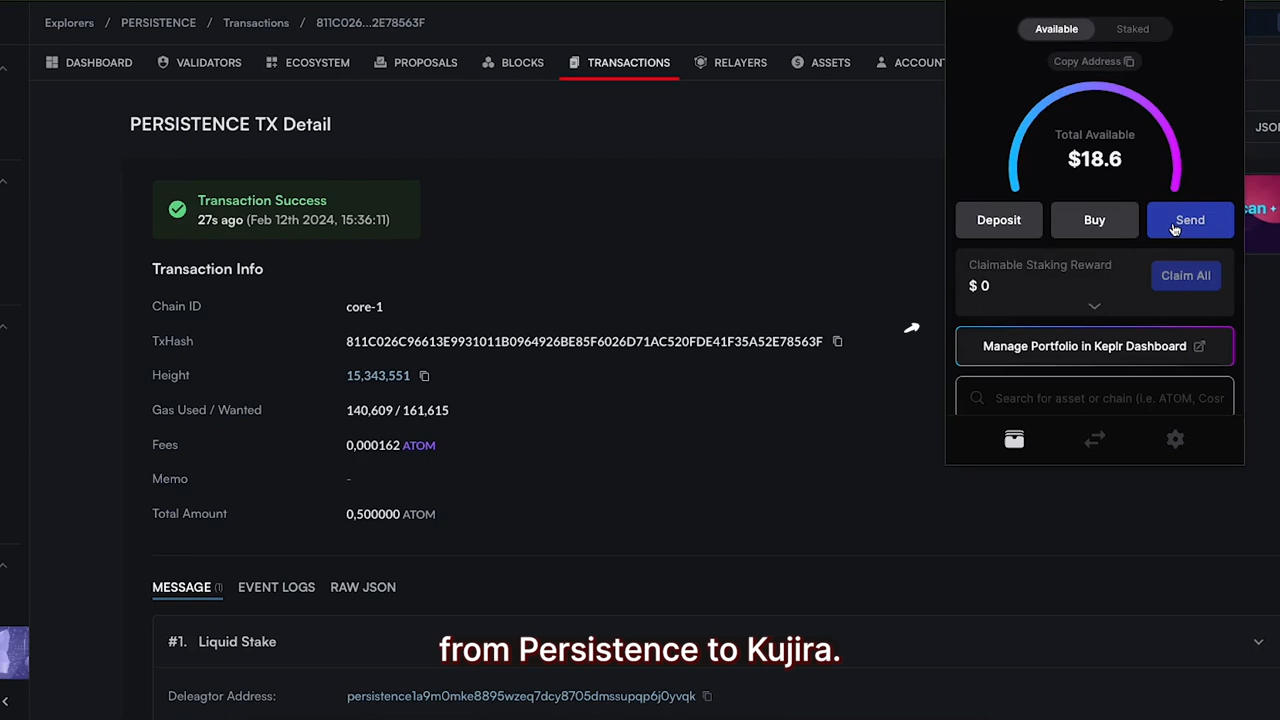 Explorers / PERSISTENCE / Transactions / 811C026...2E78563F
DASHBOARD VALIDATORS ECOSYSTEM PROPOSALS BLOCKS TRANSACTIONS RELAYERS ASSETS ACCOUN
PERSISTENCE TX Detail
JSO
Transaction Success
27s ago (Feb 12th 2024, 15:36:11)
can
Transaction Info
Chain ID core-1
TxHash 811C026C96613E9931011B0964926BE85F6026D71AC520FDE41F35A52E78563F
Height 15,343,551
Gas Used / Wanted 140,609 / 161,615
Fees 0,000162 ATOM
Memo -
Total Amount 0,500000 ATOM
MESSAGE (1) EVENT LOGS RAW JSON
#1. Liquid Stake
Deleagtor Address: persistence1a9m0mke8895wzeq7dcy8705dmssupqp6j0yvqk
Available Staked
Copy Address
Total Available
$18.6
Deposit Buy Send
Claimable Staking Reward
$ 0
Claim All
Manage Portfolio in Keplr Dashboard
Search for asset or chain (i.e. ATOM, Cosr
from Persistence to Kujira.